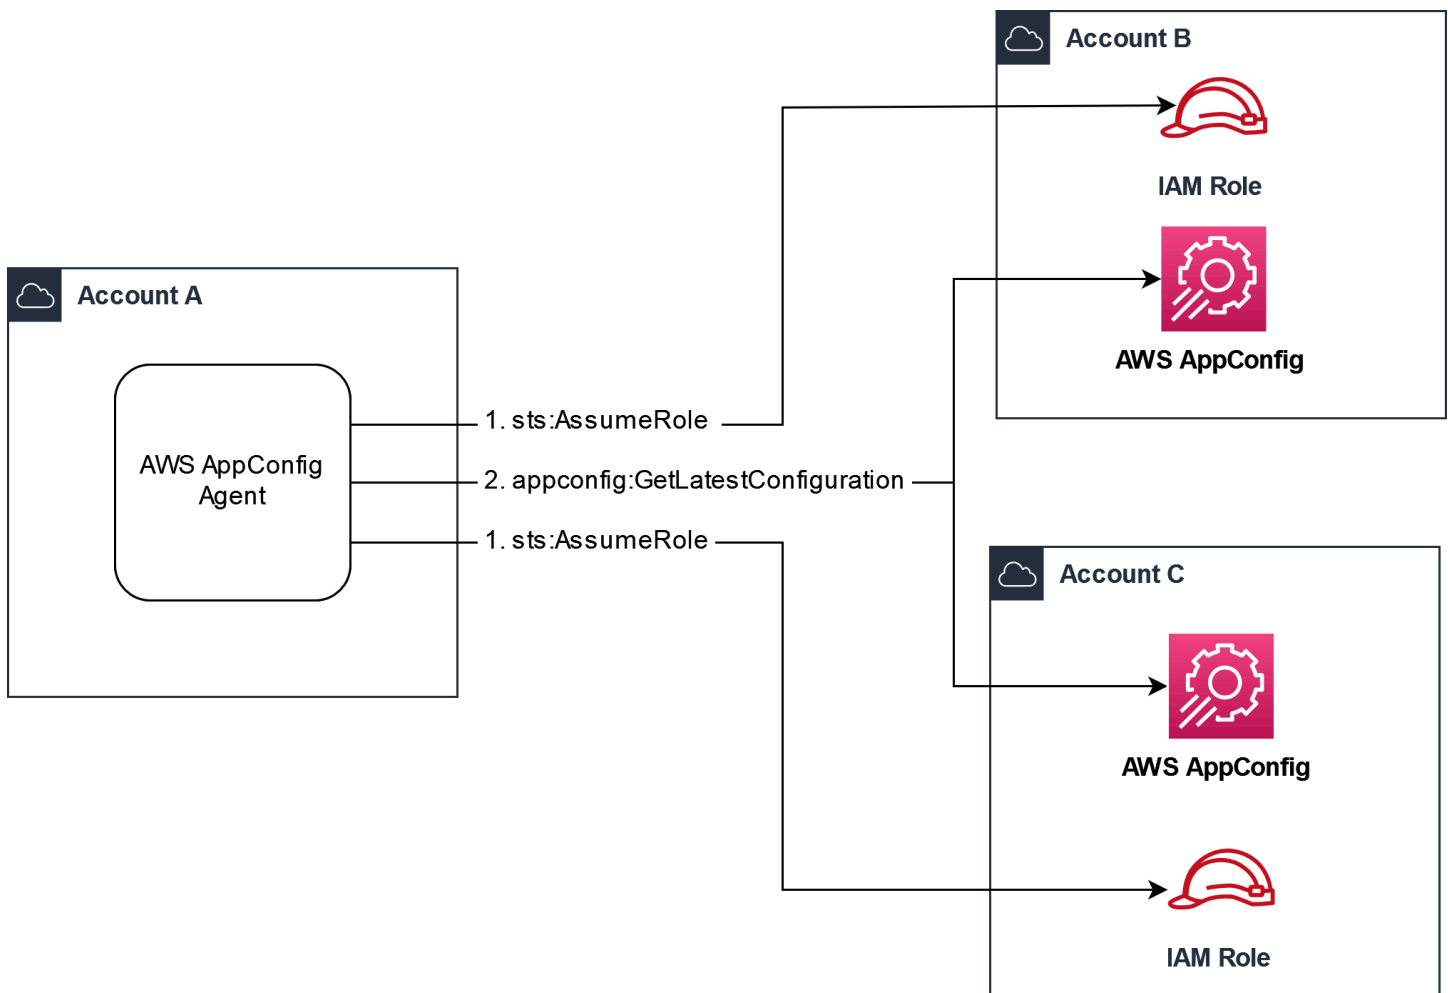 Account A
AWS AppConfig
Agent
1. sts:AssumeRole
2. appconfig:GetLatestConfiguration
1. sts:AssumeRole
Account B
IAM Role
AWS AppConfig
Account C
AWS AppConfig
IAM Role